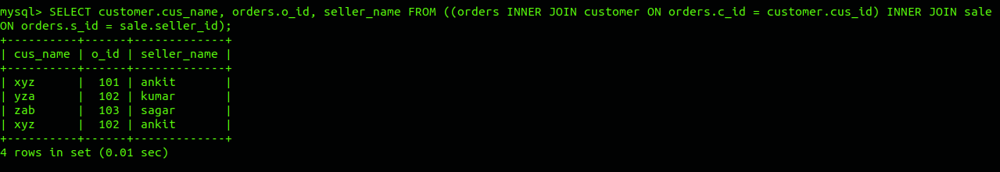 mysql> SELECT customer.cus_name, orders.o_id, seller_name FROM ((orders INNER JOIN customer ON orders.c_id = customer.cus_id) INNER JOIN sale
ON orders.s_id = sale.seller_id);
+----------+------+-------------+
| cus_name | o_id | seller_name |
+----------+------+-------------+
| xyz      |  101 | ankit       |
| yza      |  102 | kumar       |
| zab      |  103 | sagar       |
| xyz      |  102 | ankit       |
+----------+------+-------------+
4 rows in set (0.01 sec)